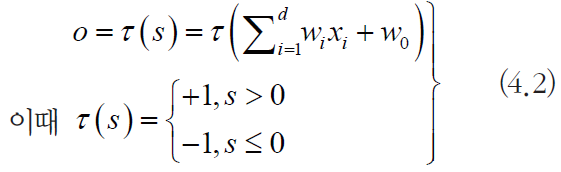 o = τ(s) = τ(∑_{i=1}^{d} w_i x_i + w_0)
이때 τ(s) = { +1, s > 0
-1, s ≤ 0
(4.2)